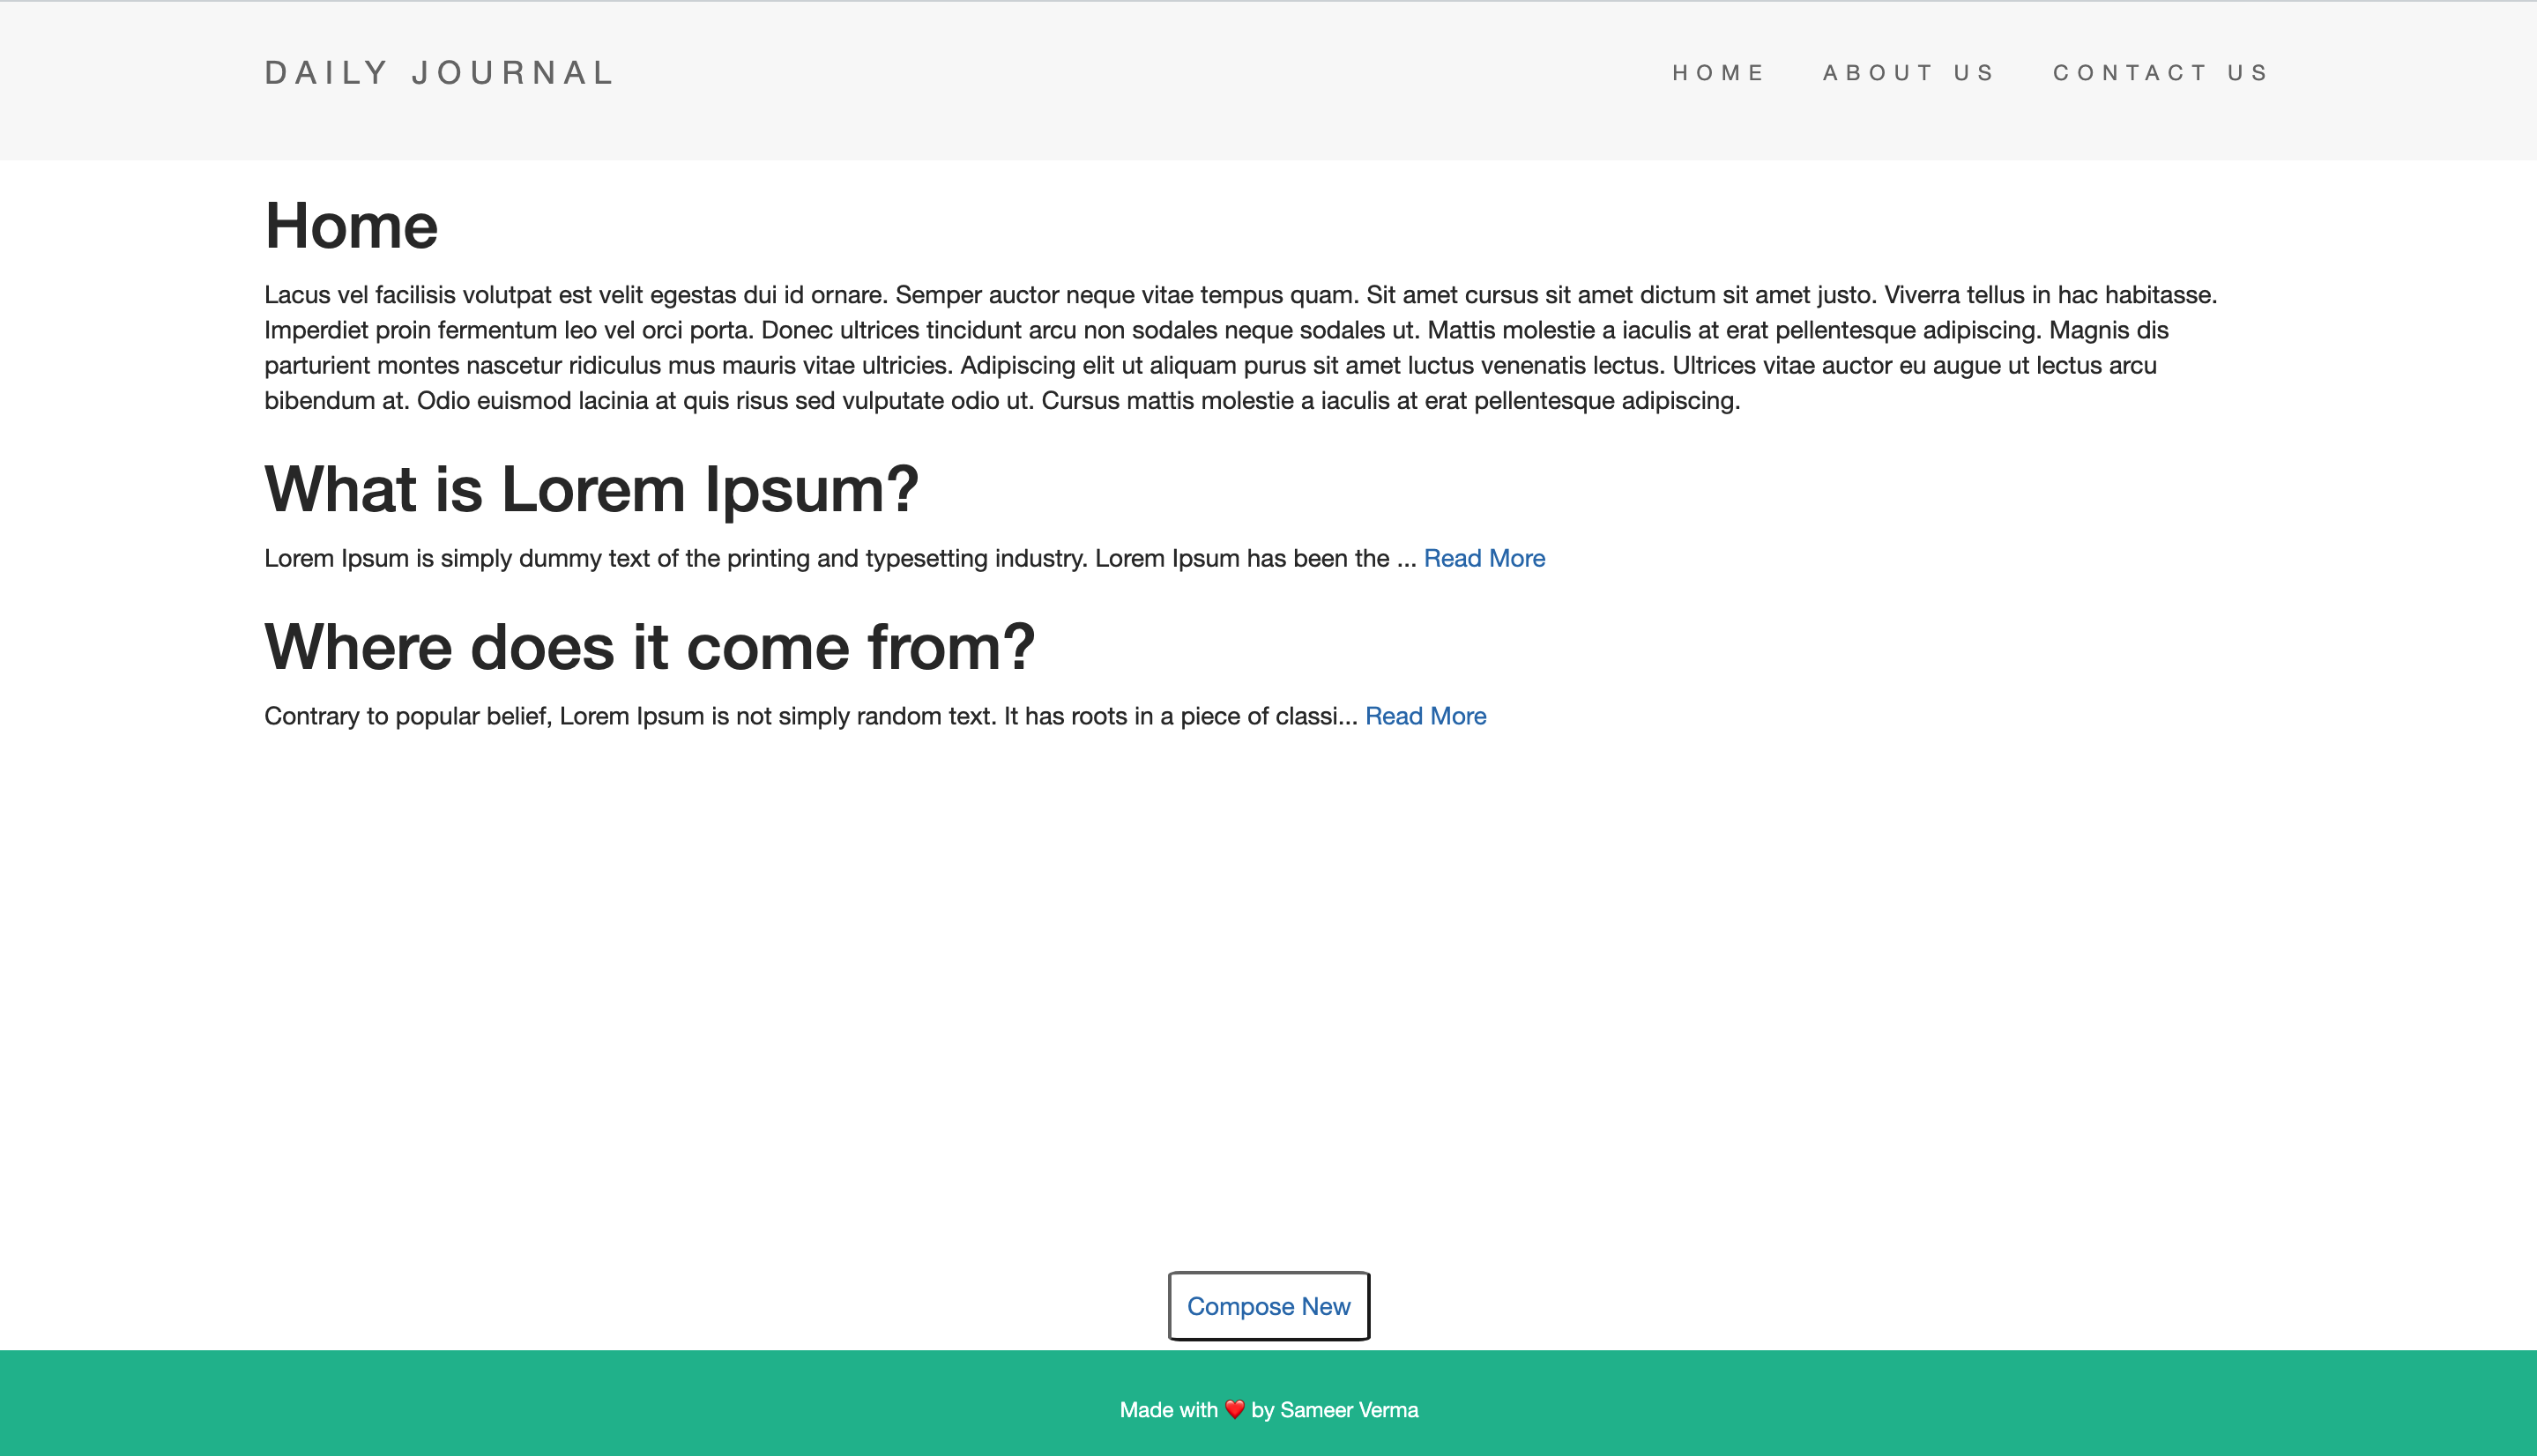 DAILY JOURNAL
HOME ABOUT US CONTACT US
Home
Lacus vel facilisis volutpat est velit egestas dui id ornare. Semper auctor neque vitae tempus quam. Sit amet cursus sit amet dictum sit amet justo. Viverra tellus in hac habitasse.
Imperdiet proin fermentum leo vel orci porta. Donec ultrices tincidunt arcu non sodales neque sodales ut. Mattis molestie a iaculis at erat pellentesque adipiscing. Magnis dis
parturient montes nascetur ridiculus mus mauris vitae ultricies. Adipiscing elit ut aliquam purus sit amet luctus venenatis lectus. Ultrices vitae auctor eu augue ut lectus arcu
bibendum at. Odio euismod lacinia at quis risus sed vulputate odio ut. Cursus mattis molestie a iaculis at erat pellentesque adipiscing.
What is Lorem Ipsum?
Lorem Ipsum is simply dummy text of the printing and typesetting industry. Lorem Ipsum has been the ... Read More
Where does it come from?
Contrary to popular belief, Lorem Ipsum is not simply random text. It has roots in a piece of classi... Read More
Compose New
Made with ❤️ by Sameer Verma